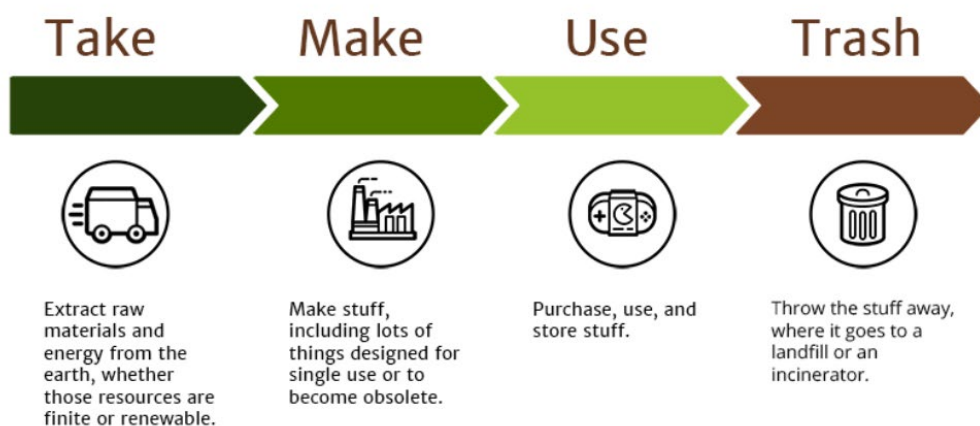 Take
Make
Use
Trash
Extract raw
materials and
energy from the
earth, whether
those resources are
finite or renewable.
Make stuff,
including lots of
things designed for
single use or to
become obsolete.
Purchase, use, and
store stuff.
Throw the stuff away,
where it goes to a
landfill or an
incinerator.